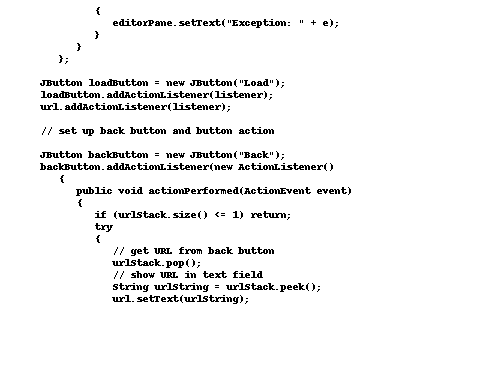 {
editorPane.setText("Exception: " + e);
}
}
};
JButton loadButton = new JButton("Load");
loadButton.addActionListener(listener);
url.addActionListener(listener);
// set up back button and button action
JButton backButton = new JButton("Back");
backButton.addActionListener(new ActionListener()
{
public void actionPerformed(ActionEvent event)
{
if (urlStack.size() <= 1) return;
try
{
// get URL from back button
urlStack.pop();
// show URL in text field
String urlString = urlStack.peek();
url.setText(urlString);